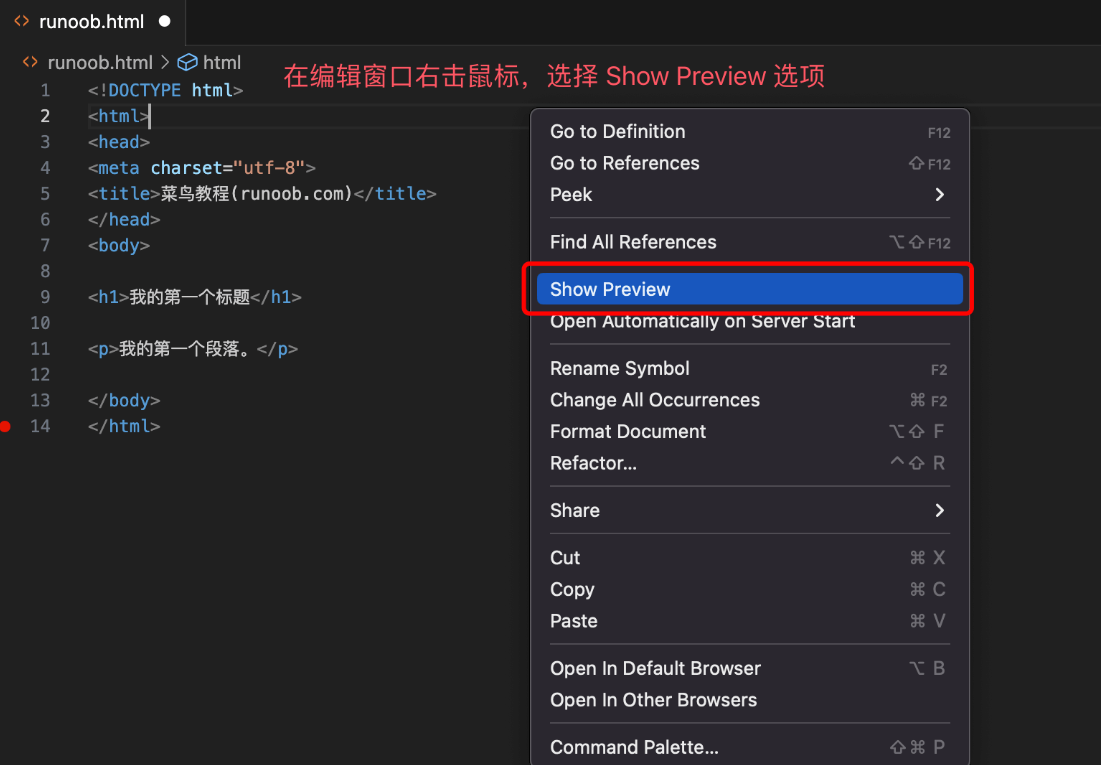 runoob.html
runoob.html > html
在编辑窗口右击鼠标，选择 Show Preview 选项
1 <!DOCTYPE html>
2 <html>
3 <head>
4 <meta charset="utf-8">
5 <title>菜鸟教程(runoob.com)</title>
6 </head>
7 <body>
8
9 <h1>我的第一个标题</h1>
10
11 <p>我的第一个段落。</p>
12
13 </body>
14 </html>
Go to Definition F12
Go to References ⇧F12
Peek >
Find All References ⌥⇧F12
Show Preview
Open Automatically on Server Start
Rename Symbol F2
Change All Occurrences ⌘ F2
Format Document ⌥⇧ F
Refactor... ^⇧ R
Share >
Cut ⌘ X
Copy ⌘ C
Paste ⌘ V
Open In Default Browser ⌥ B
Open In Other Browsers
Command Palette... ⇧⌘ P